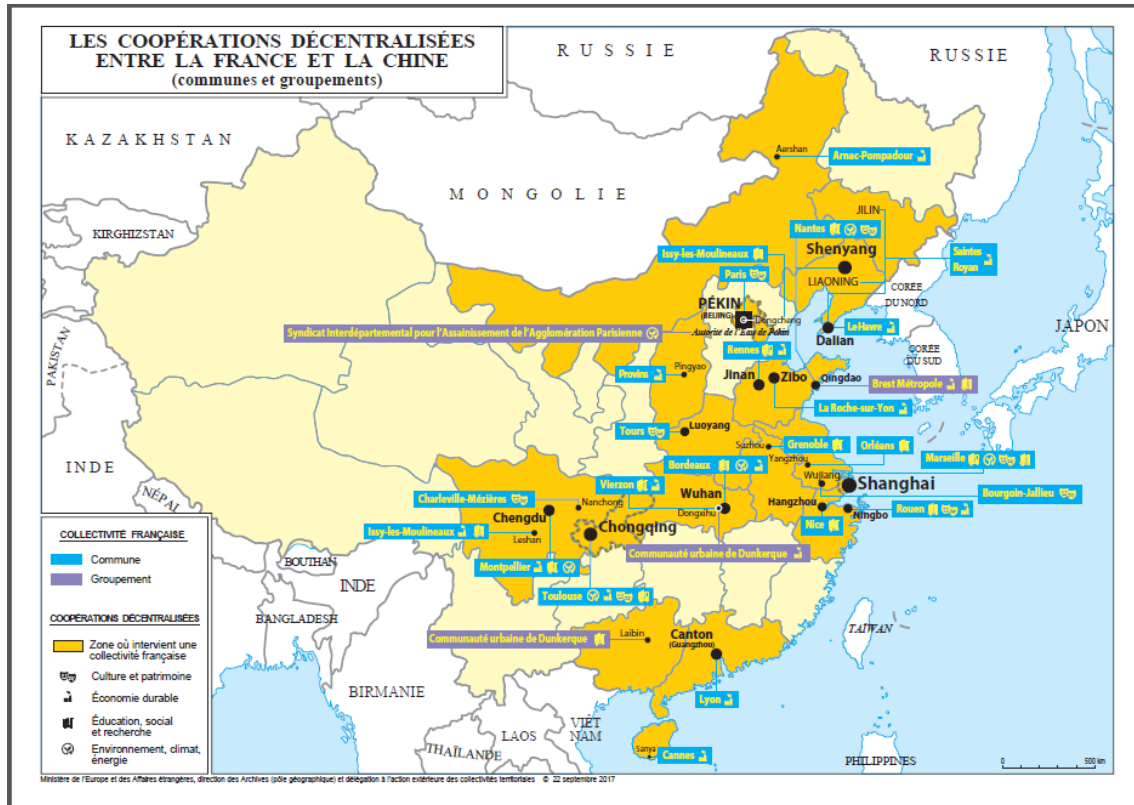 LES COOPÉRATIONS DÉCENTRALISÉES
ENTRE LA FRANCE ET LA CHINE
(communes et groupements)
RUSSIE
RUSSIE
KAZAKHSTAN
MONGOLIE
KIRGHIZSTAN
PAKISTAN
INDE
NÉPAL
BOUTHAN
INDE
BANGLADESH
BIRMANIE
THAÏLANDE
LAOS
VIÊT
NAM
PHILIPPINES
TAÏWAN
JAPON
CORÉE
DU NORD
CORÉE
DU SUD
Aershan
Arnac-Pompadour
JILIN
Nantes
Shenyang
LIAONING
Saintes
Royan
Issy-les-Moulineaux
Paris
PÉKIN
(BEIJING)
Dongcheng
Autorité de l'Eau de Pékin
Syndicat Interdépartemental pour l'Assainissement de l'Agglomération Parisienne
Le Havre
Dalian
Rennes
Provins
Pingyao
Jinan
Zibo
Qingdao
Brest Métropole
La Roche-sur-Yon
Tours
Luoyang
Suzhou
Grenoble
Orléans
Yangzhou
Marseille
Bordeaux
Wujiang
Shanghai
Vierzon
Bourgoin-Jallieu
Charleville-Mézières
Nanchong
Wuhan
Dongxihu
Hangzhou
Ningbo
Rouen
Chengdu
Chongqing
Nice
Issy-les-Moulineaux
Leshan
Communauté urbaine de Dunkerque
Montpellier
Toulouse
Communauté urbaine de Dunkerque
Laibin
Canton
(Guangzhou)
Lyon
Sanya
Cannes
COLLECTIVITÉ FRANÇAISE
Commune
Groupement
COOPÉRATIONS DÉCENTRALISÉES
Zone où intervient une
collectivité française
Culture et patrimoine
Économie durable
Éducation, social
et recherche
Environnement, climat,
énergie
0 500 km
Ministère de l'Europe et des Affaires étrangères, direction des Archives (pôle géographique) et délégation à l'action extérieure des collectivités territoriales © 22 septembre 2017